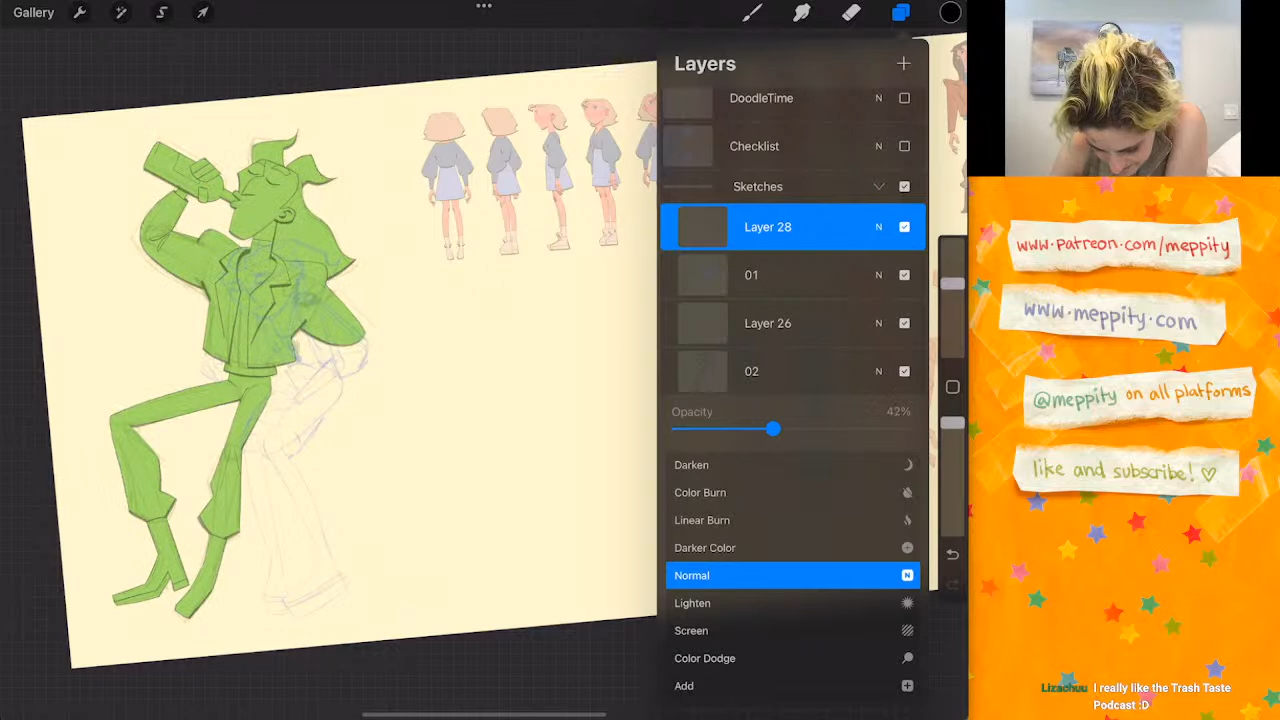 Gallery
Layers
DoodleTime N
Checklist N
Sketches
Layer 28 N
01 N
Layer 26 N
02 N
Opacity 42%
Darken
Color Burn
Linear Burn
Darker Color
Normal N
Lighten
Screen
Color Dodge
Add
www.patreon.com/meppity
www.meppity.com
@meppity on all platforms
like and subscribe! ♡
Lizachuu I really like the Trash Taste
Podcast :D